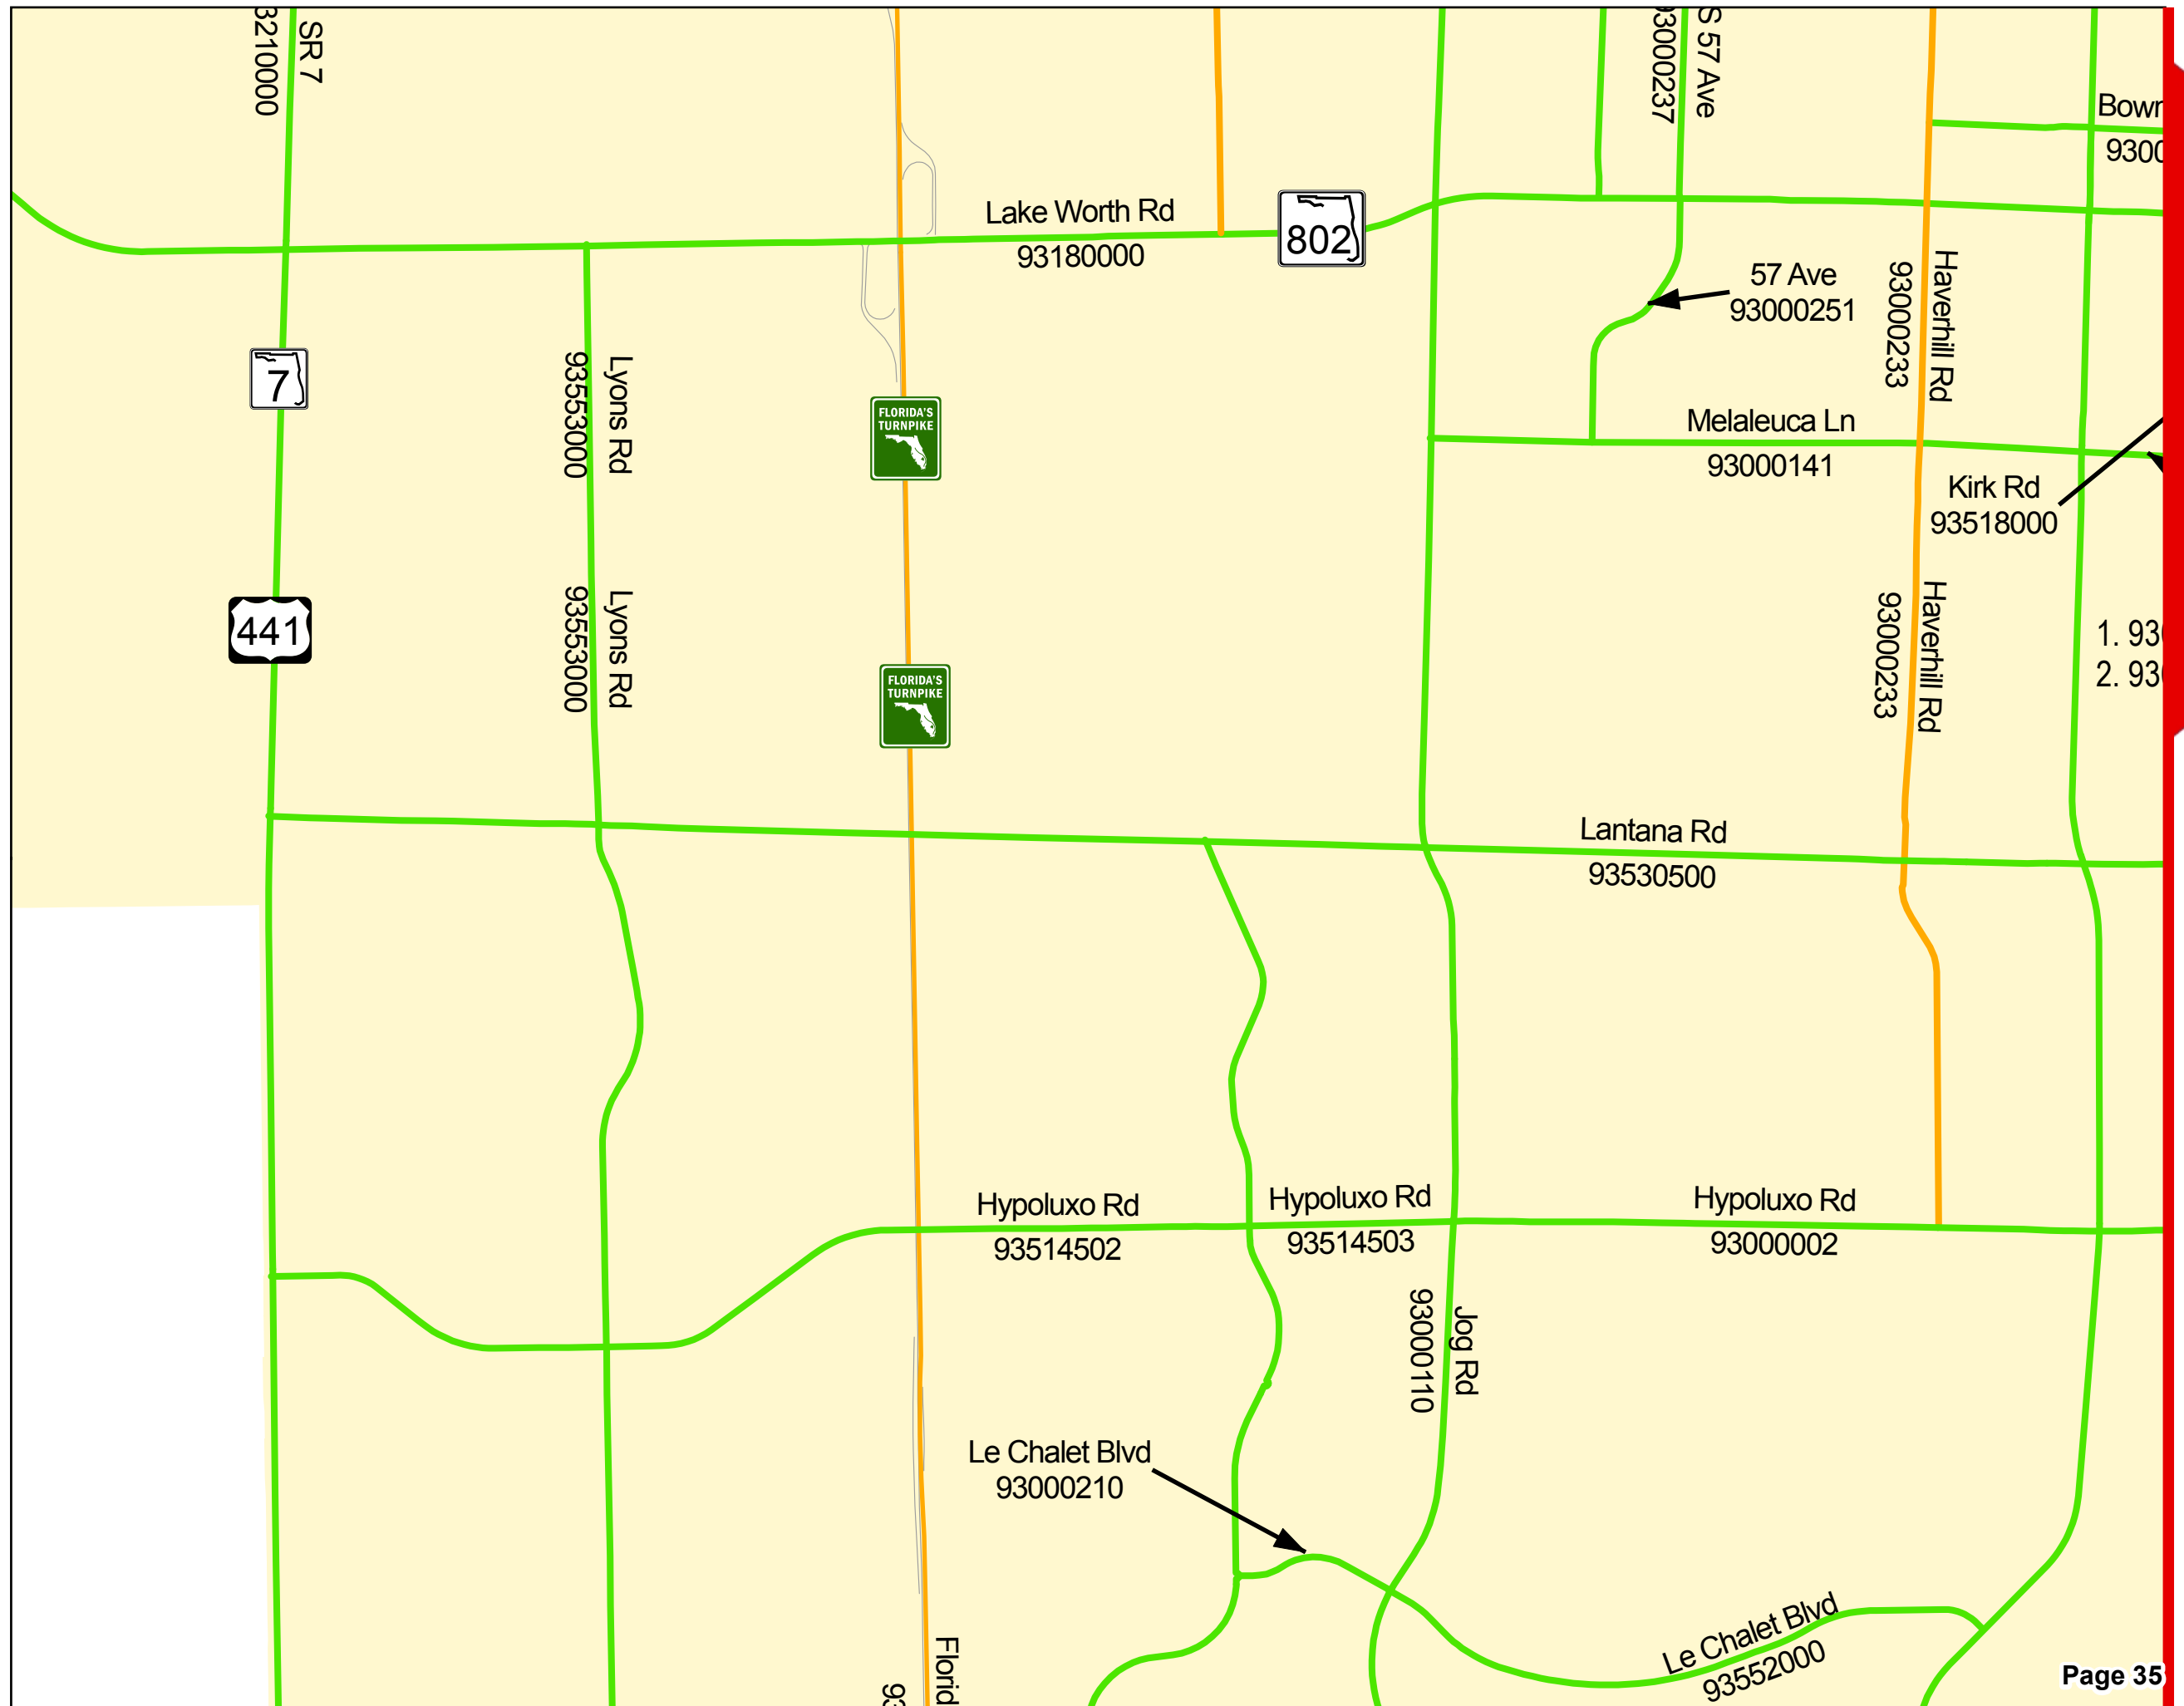 SR 7
3210000
S 57 Ave
93000237
Bowr
9300
Lake Worth Rd
93180000
802
57 Ave
93000251
Haverhill Rd
93000233
7
Lyons Rd
93553000
FLORIDA'S
TURNPIKE
Melaleuca Ln
93000141
Kirk Rd
93518000
441
Lyons Rd
93553000
FLORIDA'S
TURNPIKE
Haverhill Rd
93000233
1. 930
2. 930
Lantana Rd
93530500
Hypoluxo Rd
93514502
Hypoluxo Rd
93514503
Hypoluxo Rd
93000002
Jog Rd
93000110
Le Chalet Blvd
93000210
Le Chalet Blvd
93552000
Florid
93
Page 35